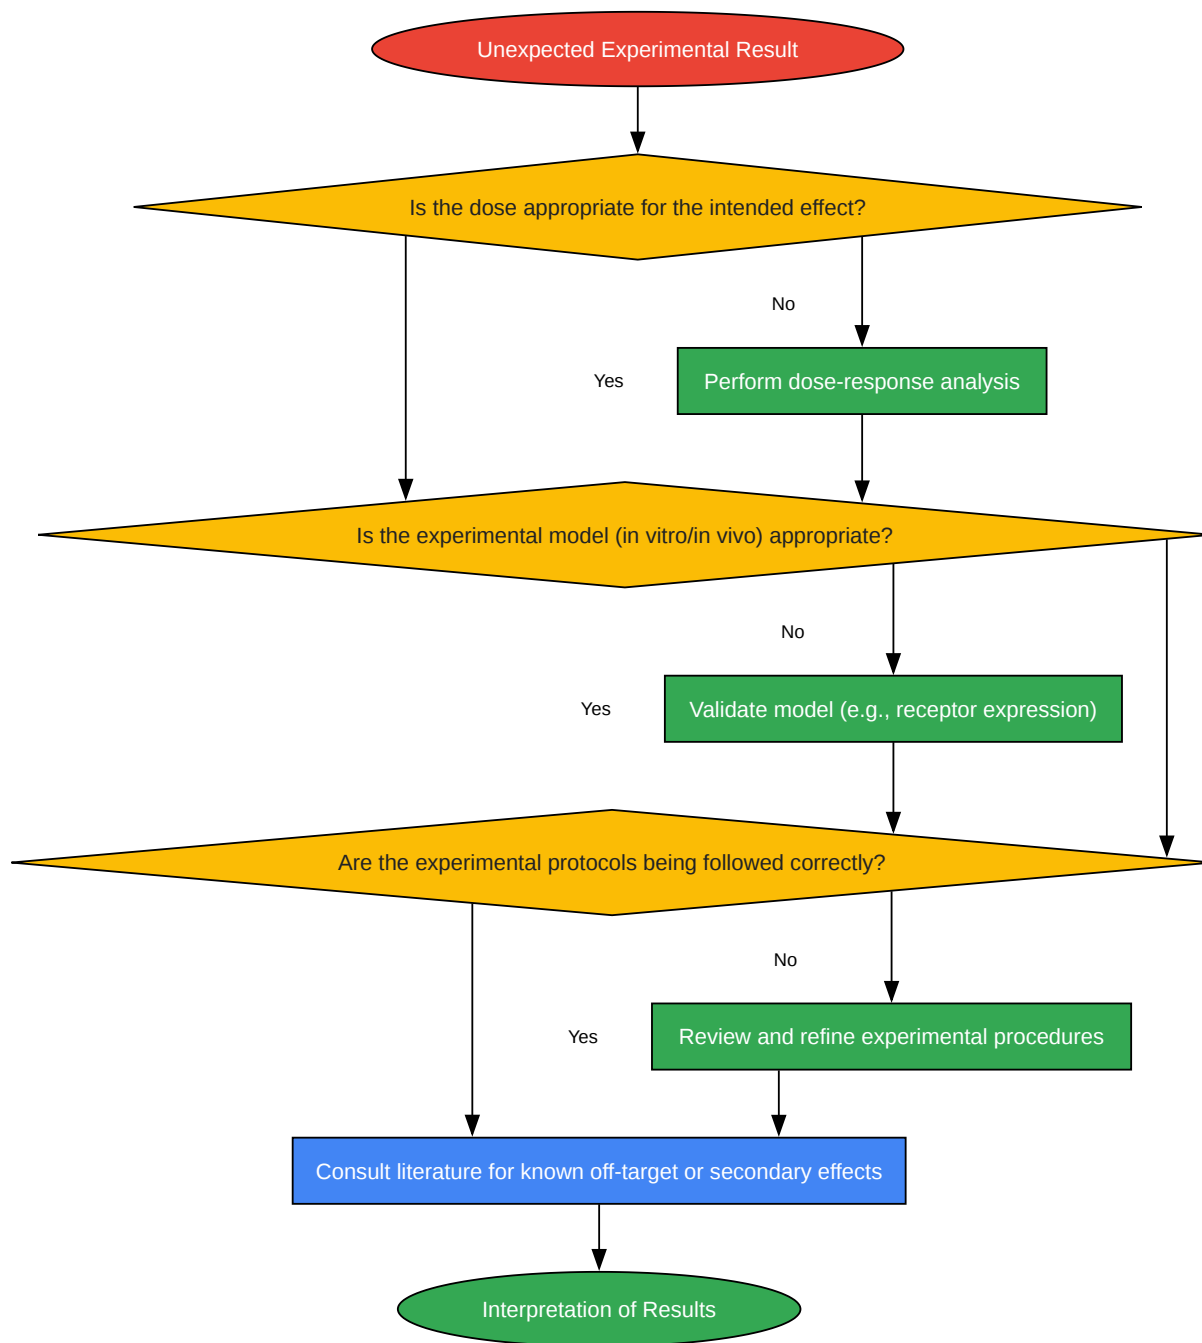 Unexpected Experimental Result
Is the dose appropriate for the intended effect?
No
Yes
Perform dose-response analysis
Is the experimental model (in vitro/in vivo) appropriate?
No
Yes
Validate model (e.g., receptor expression)
Are the experimental protocols being followed correctly?
No
Yes
Review and refine experimental procedures
Consult literature for known off-target or secondary effects
Interpretation of Results